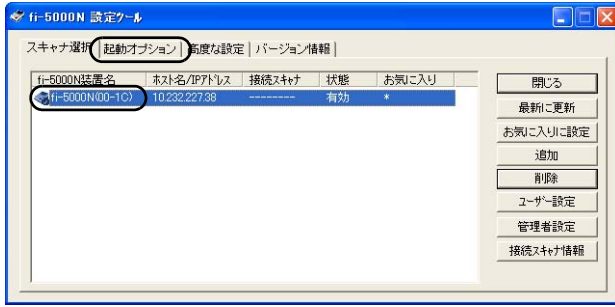 fi-5000N 設定ツール
スキャナ選択 起動オプション 高度な設定 バージョン情報
fi-5000N装置名 ホスト名/IPアドレス 接続スキャナ 状態 お気に入り
fi-5000N(00-1C) 10.232.227.38 -------- 有効 *
閉じる
最新に更新
お気に入りに設定
追加
削除
ユーザー設定
管理者設定
接続スキャナ情報